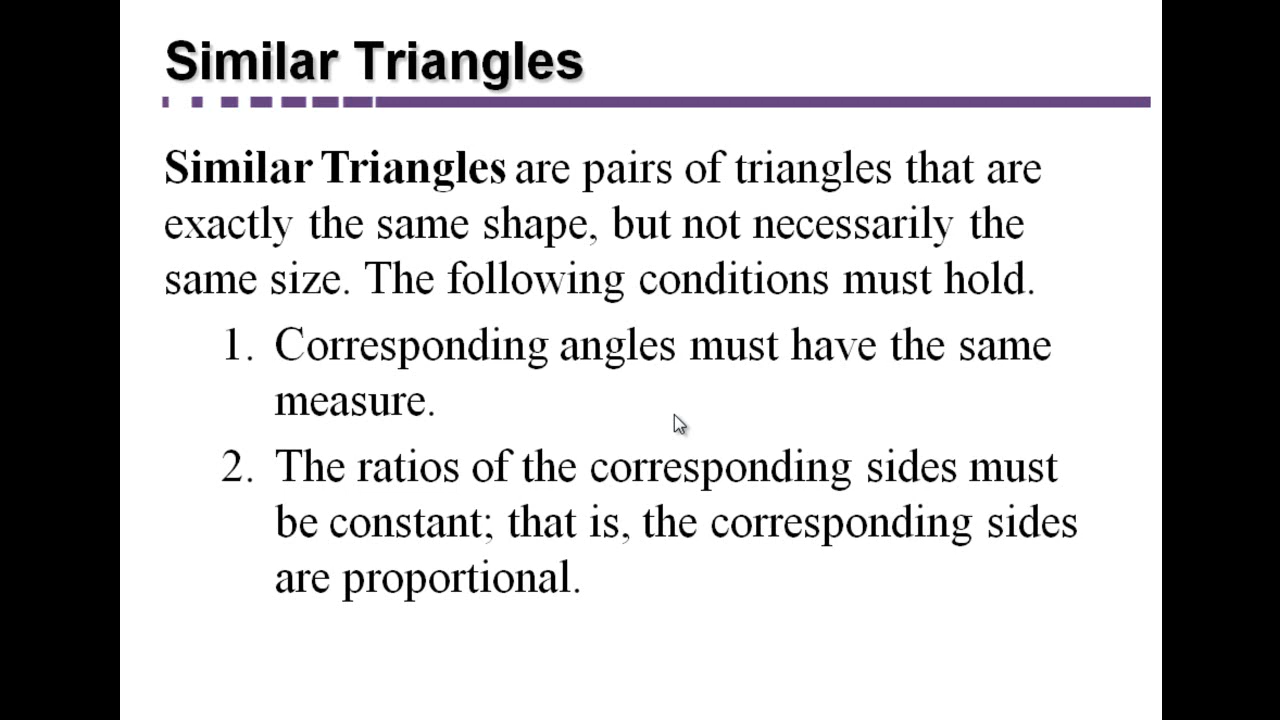 Similar Triangles
Similar Triangles are pairs of triangles that are
exactly the same shape, but not necessarily the
same size. The following conditions must hold.
1. Corresponding angles must have the same
measure.
2. The ratios of the corresponding sides must
be constant; that is, the corresponding sides
are proportional.